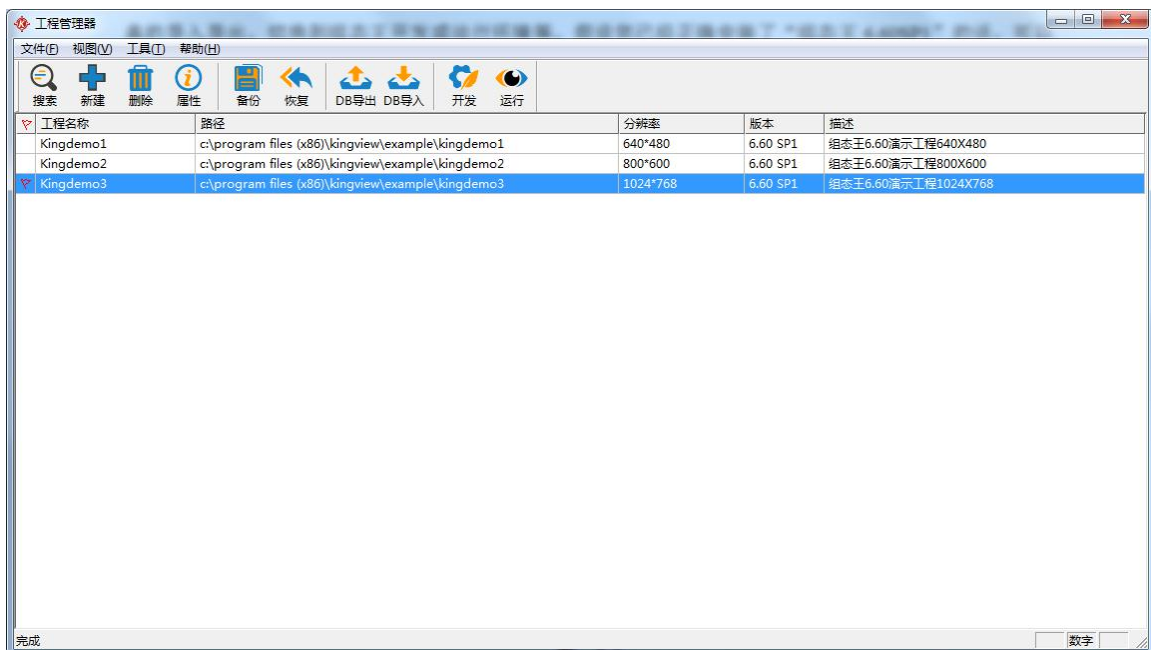 工程管理器
文件(F) 视图(V) 工具(T) 帮助(H)
搜索 新建 删除 属性 备份 恢复 DB导出 DB导入 开发 运行
工程名称 路径 分辨率 版本 描述
Kingdemo1 c:\program files (x86)\kingview\example\kingdemo1 640*480 6.60 SP1 组态王6.60演示工程640X480
Kingdemo2 c:\program files (x86)\kingview\example\kingdemo2 800*600 6.60 SP1 组态王6.60演示工程800X600
Kingdemo3 c:\program files (x86)\kingview\example\kingdemo3 1024*768 6.60 SP1 组态王6.60演示工程1024X768
完成 数字